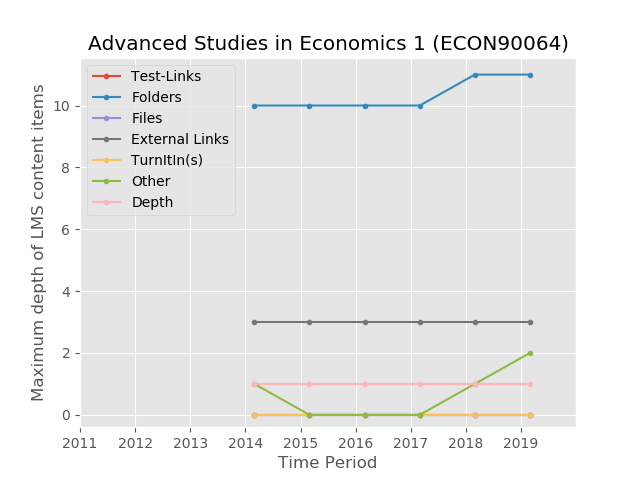 Advanced Studies in Economics 1 (ECON90064)
Test-Links
Folders
Files
External Links
TurnItIn(s)
Other
Depth
Maximum depth of LMS content items
10
8
6
4
2
0
2011 2012 2013 2014 2015 2016 2017 2018 2019
Time Period